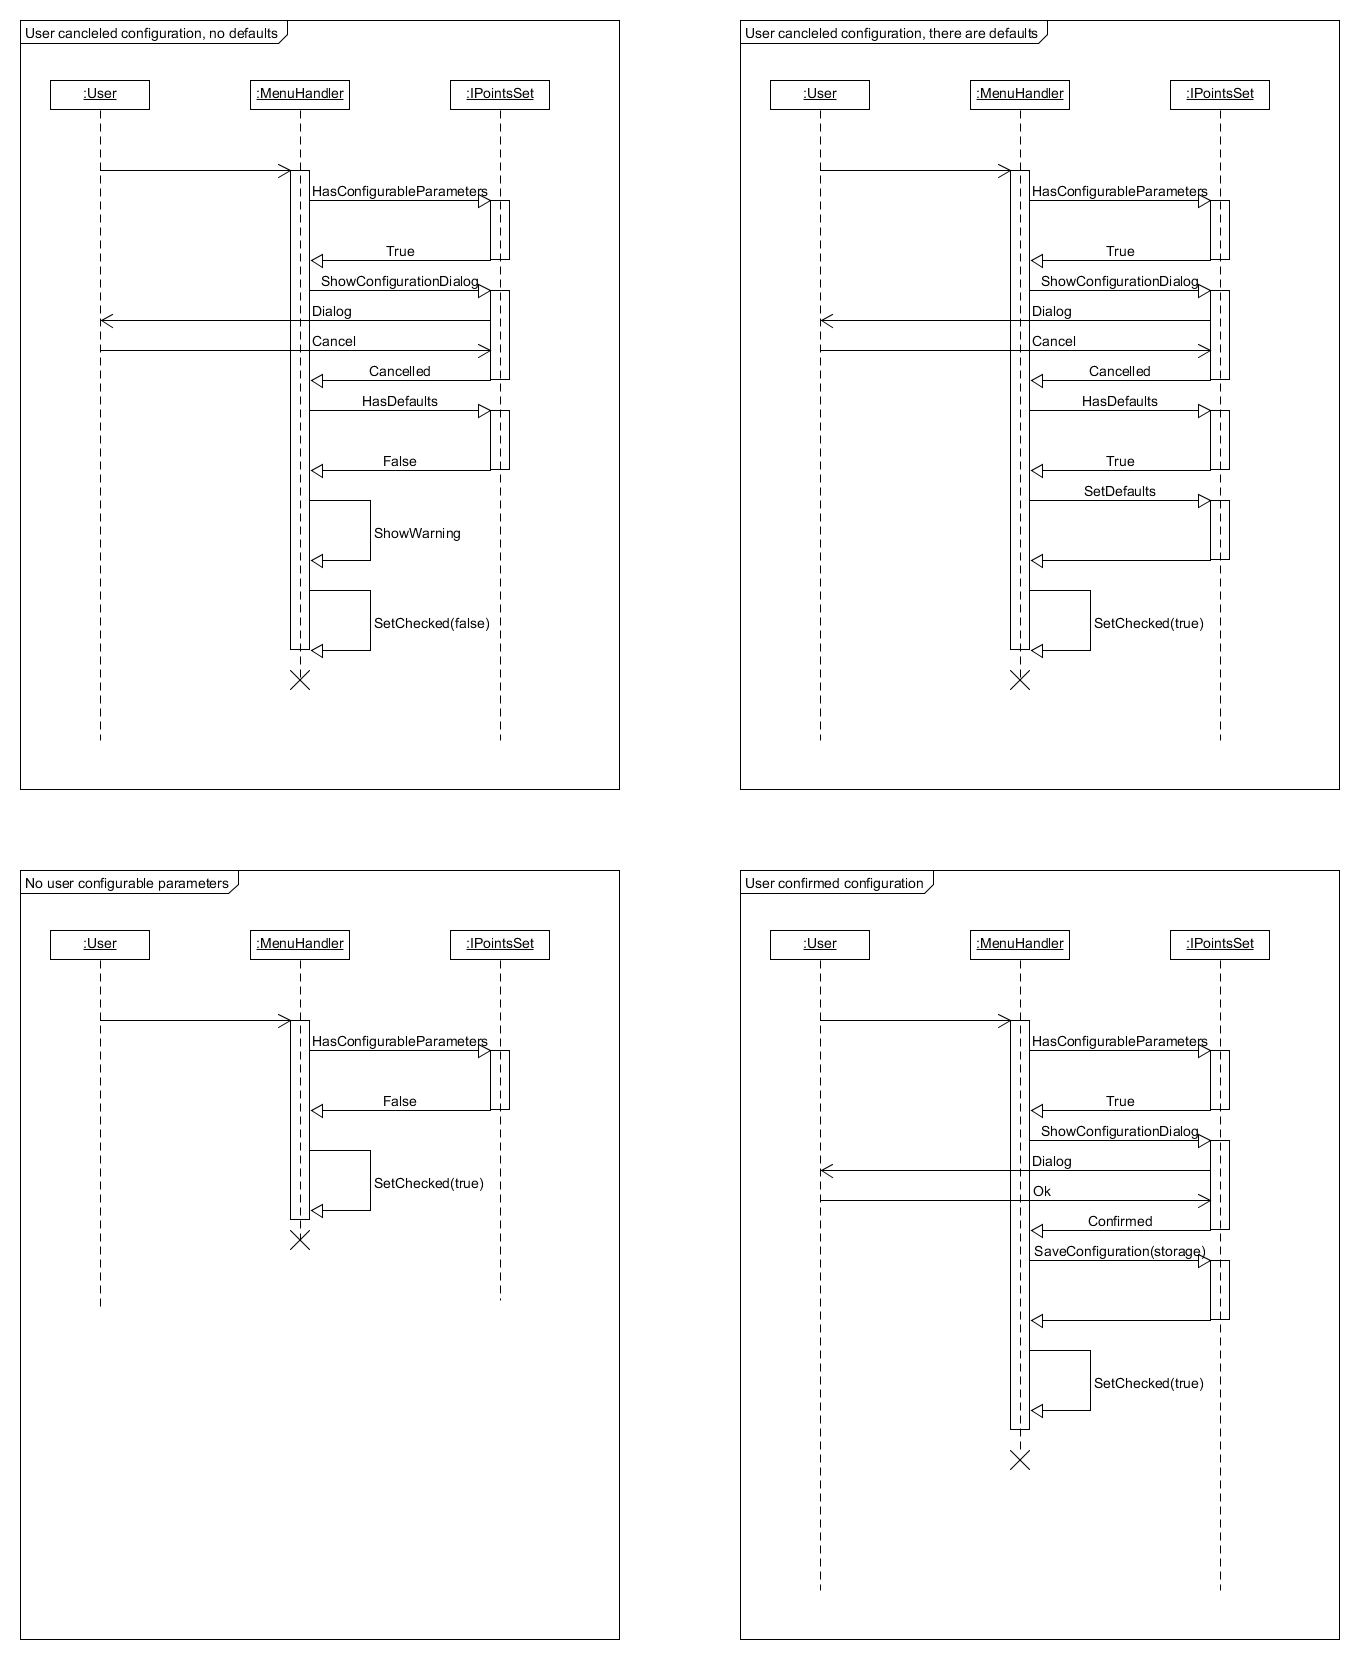 User cancleled configuration, no defaults
:User
:MenuHandler
:IPointsSet
HasConfigurableParameters
True
ShowConfigurationDialog
Dialog
Cancel
Cancelled
HasDefaults
False
ShowWarning
SetChecked(false)
User cancleled configuration, there are defaults
:User
:MenuHandler
:IPointsSet
HasConfigurableParameters
True
ShowConfigurationDialog
Dialog
Cancel
Cancelled
HasDefaults
True
SetDefaults
SetChecked(true)
No user configurable parameters
:User
:MenuHandler
:IPointsSet
HasConfigurableParameters
False
SetChecked(true)
User confirmed configuration
:User
:MenuHandler
:IPointsSet
HasConfigurableParameters
True
ShowConfigurationDialog
Dialog
Ok
Confirmed
SaveConfiguration(storage)
SetChecked(true)